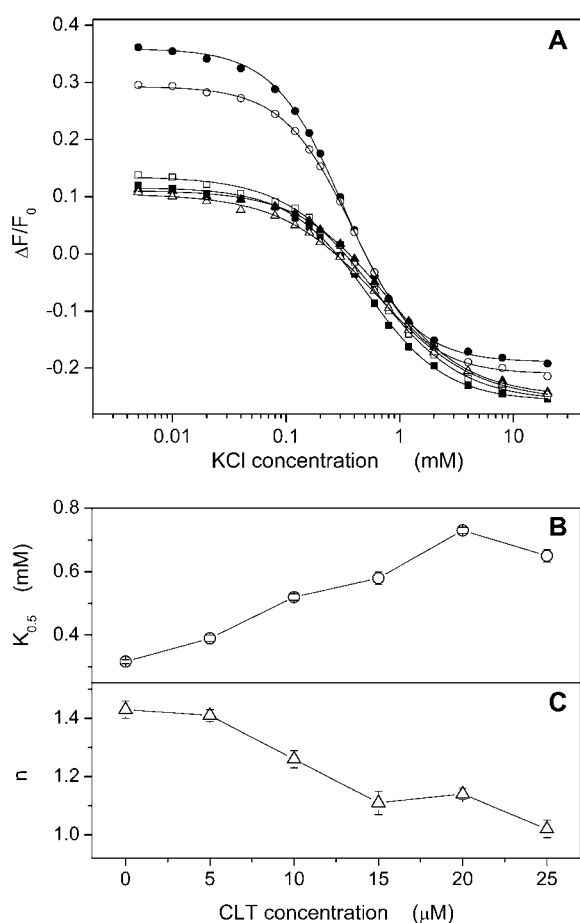 A
0.4
0.3
0.2
0.1
0.0
-0.1
-0.2
ΔF/F0
0.01 0.1 1 10
KCl concentration (mM)
B
0.8
0.6
0.4
K0.5 (mM)
C
1.4
1.2
1.0
n
0 5 10 15 20 25
CLT concentration (μM)